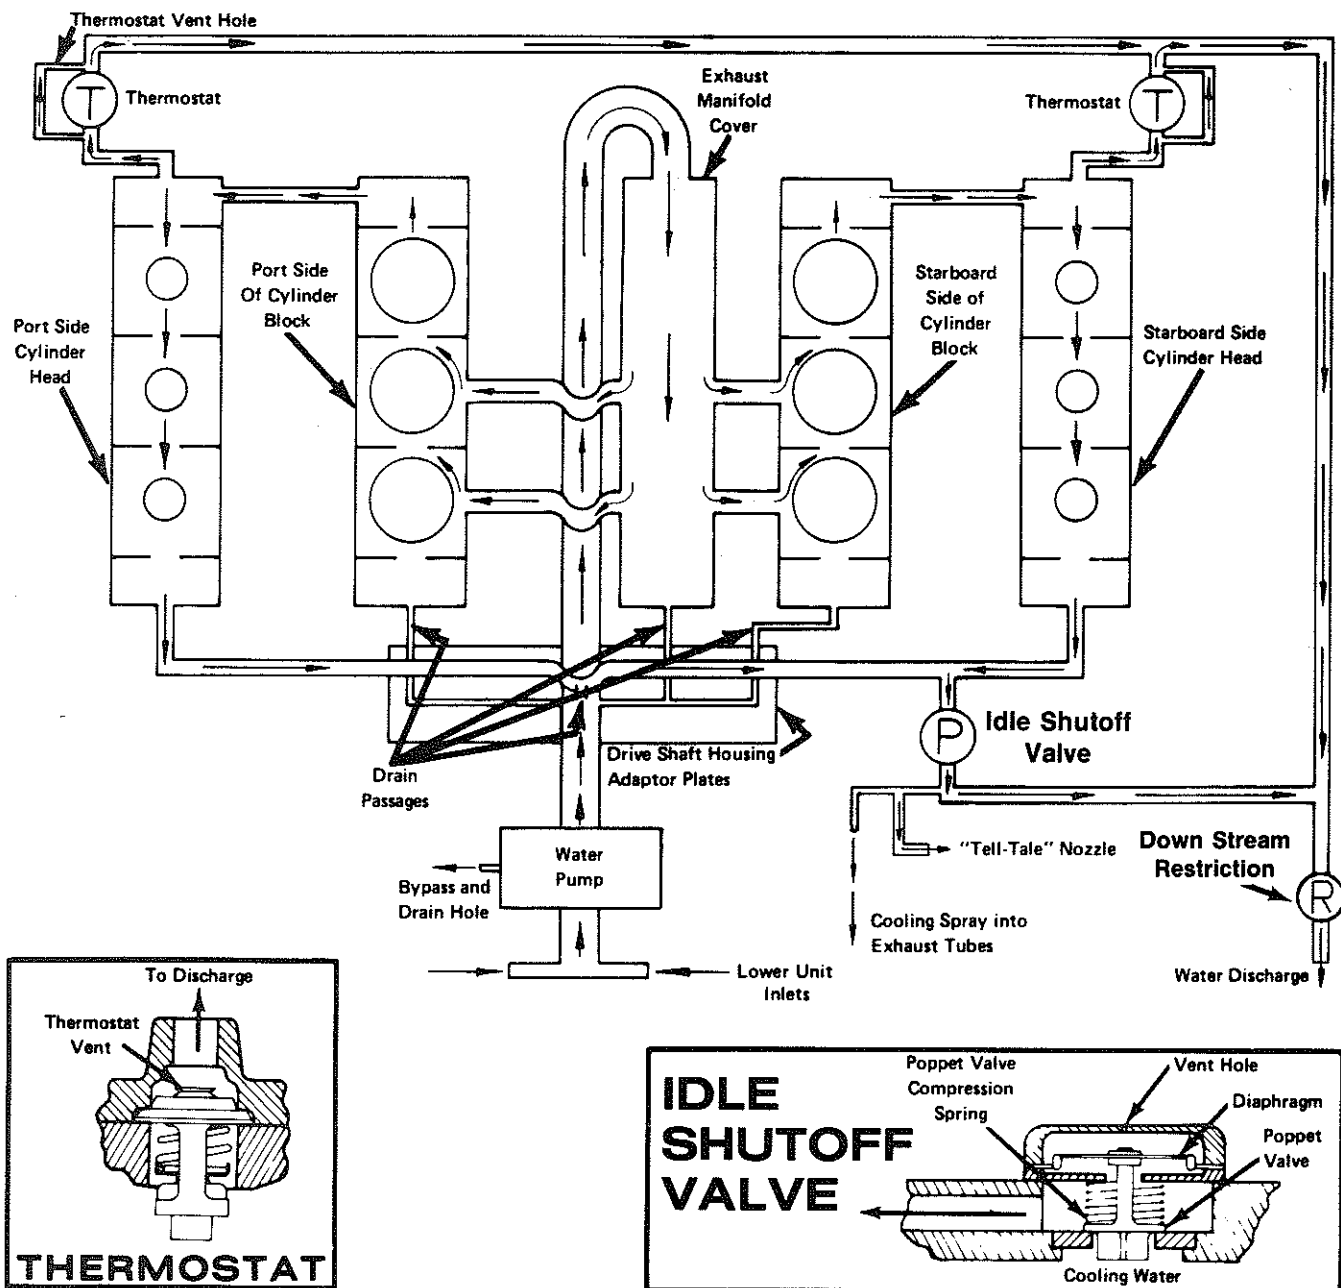 Thermostat Vent Hole
T
Thermostat
Exhaust
Manifold
Cover
Thermostat
T
Port Side
Cylinder
Head
Port Side
Of Cylinder
Block
Starboard
Side of
Cylinder
Block
Starboard Side
Cylinder Head
Drain
Passages
Drive Shaft Housing
Adaptor Plates
P
Idle Shutoff
Valve
Water
Pump
Bypass and
Drain Hole
"Tell-Tale" Nozzle
Down Stream
Restriction
R
Cooling Spray into
Exhaust Tubes
Lower Unit
Inlets
Water Discharge
To Discharge
Thermostat
Vent
THERMOSTAT
IDLE
SHUTOFF
VALVE
Poppet Valve
Compression
Spring
Vent Hole
Diaphragm
Poppet
Valve
Cooling Water